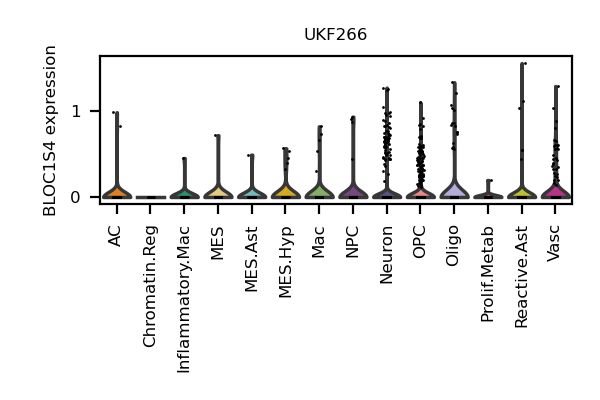 UKF266
BLOC1S4 expression
1
0
AC
Chromatin.Reg
Inflammatory.Mac
MES
MES.Ast
MES.Hyp
Mac
NPC
Neuron
OPC
Oligo
Prolif.Metab
Reactive.Ast
Vasc